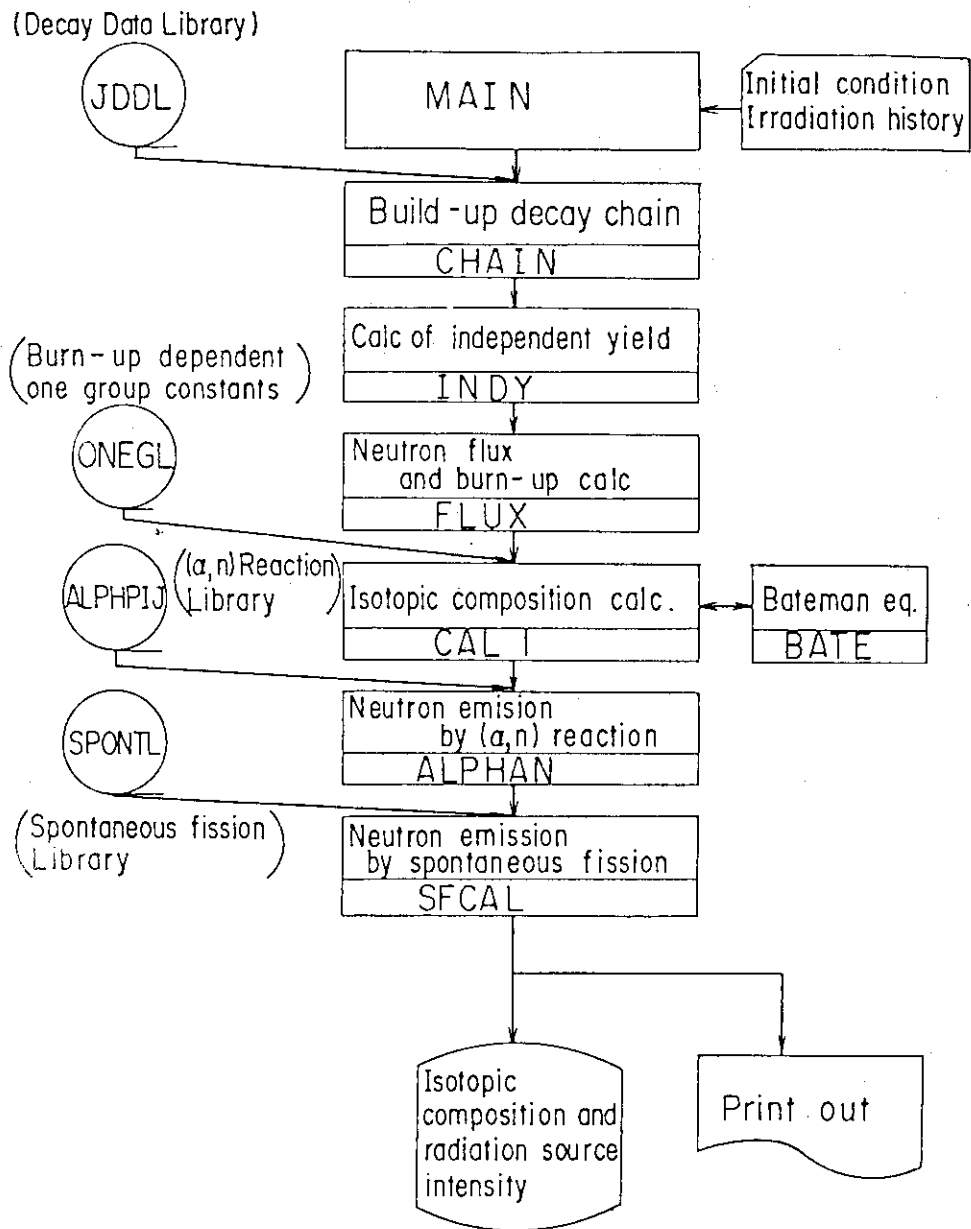 (Decay Data Library)
JDDL
MAIN
Initial condition
Irradiation history
Build-up decay chain
CHAIN
Calc of independent yield
INDY
(Burn-up dependent
one group constants)
ONEGL
Neutron flux
and burn-up calc
FLUX
ALPHPIJ
((α,n) Reaction
Library)
Isotopic composition calc.
CAL 1
Bateman eq.
BATE
Neutron emision
by (α,n) reaction
ALPHAN
SPONTL
(Spontaneous fission
Library)
Neutron emission
by spontaneous fission
SFCAL
Isotopic
composition and
radiation source
intensity
Print out